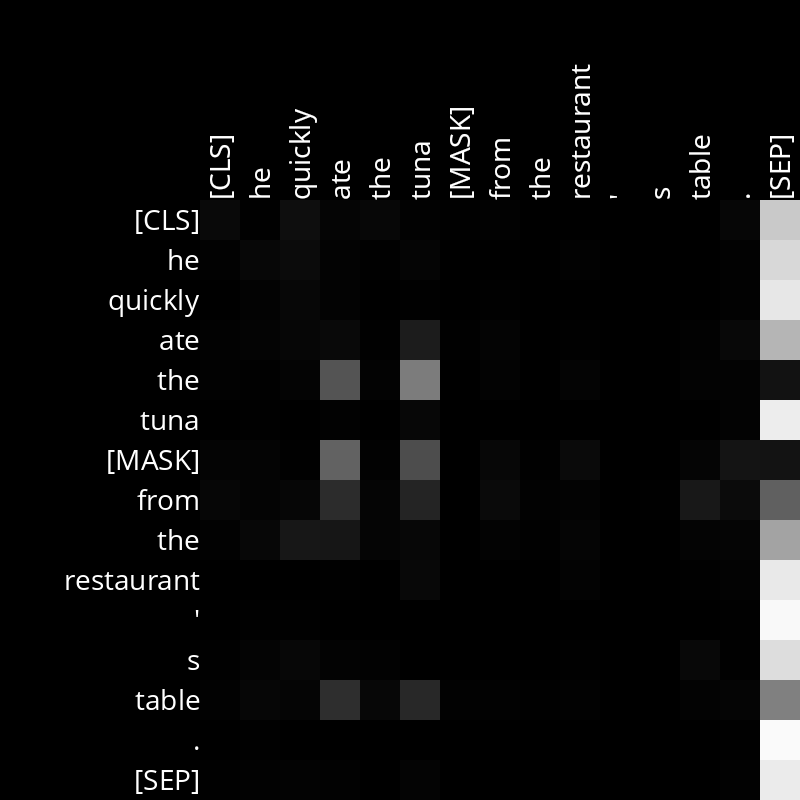 [CLS]
he
quickly
ate
the
tuna
[MASK]
from
the
restaurant
'
s
table
.
[SEP]
[CLS]
he
quickly
ate
the
tuna
[MASK]
from
the
restaurant
'
s
table
.
[SEP]